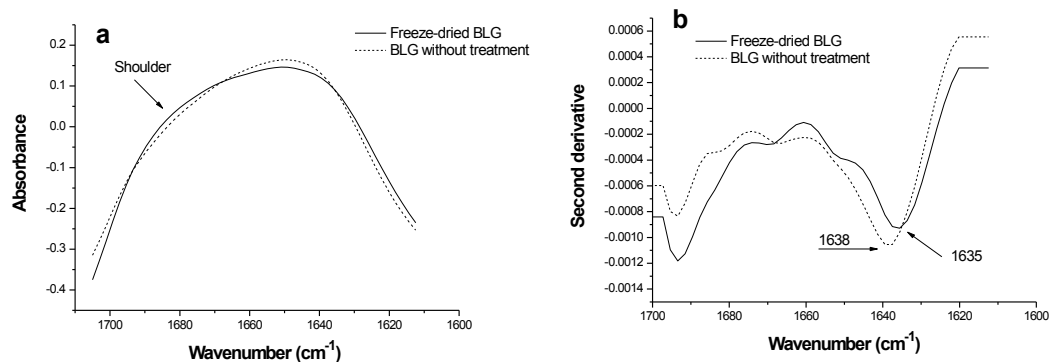 a
Freeze-dried BLG
BLG without treatment
Shoulder
Absorbance
0.2
0.1
0.0
-0.1
-0.2
-0.3
-0.4
1700
1680
1660
1640
1620
1600
Wavenumber (cm⁻¹)
b
Freeze-dried BLG
BLG without treatment
Second derivative
0.0006
0.0004
0.0002
0.0000
-0.0002
-0.0004
-0.0006
-0.0008
-0.0010
-0.0012
-0.0014
1638
1635
1700
1680
1660
1640
1620
1600
Wavenumber (cm⁻¹)